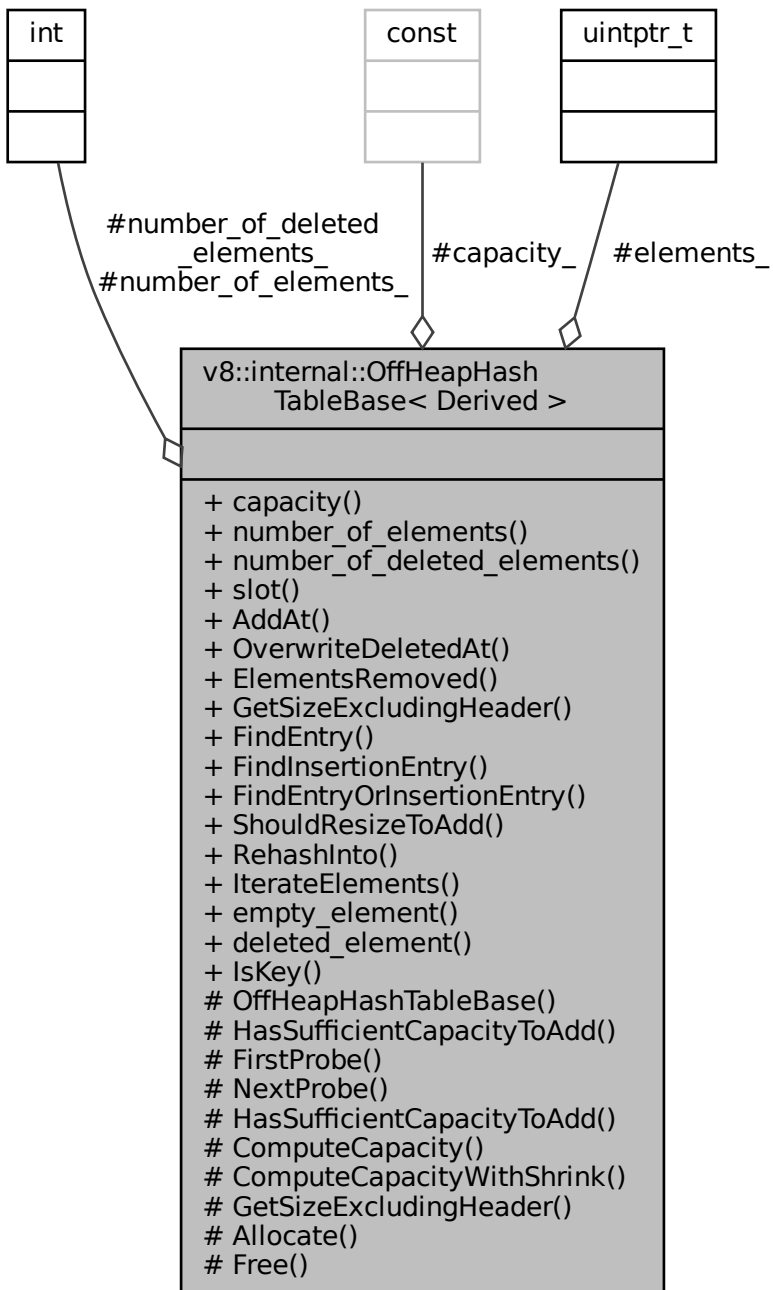 int
const
uintptr_t
#number_of_deleted
_elements_
#number_of_elements_
#capacity_
#elements_
v8::internal::OffHeapHash
TableBase< Derived >
+ capacity()
+ number_of_elements()
+ number_of_deleted_elements()
+ slot()
+ AddAt()
+ OverwriteDeletedAt()
+ ElementsRemoved()
+ GetSizeExcludingHeader()
+ FindEntry()
+ FindInsertionEntry()
+ FindEntryOrInsertionEntry()
+ ShouldResizeToAdd()
+ RehashInto()
+ IterateElements()
+ empty_element()
+ deleted_element()
+ IsKey()
# OffHeapHashTableBase()
# HasSufficientCapacityToAdd()
# FirstProbe()
# NextProbe()
# HasSufficientCapacityToAdd()
# ComputeCapacity()
# ComputeCapacityWithShrink()
# GetSizeExcludingHeader()
# Allocate()
# Free()